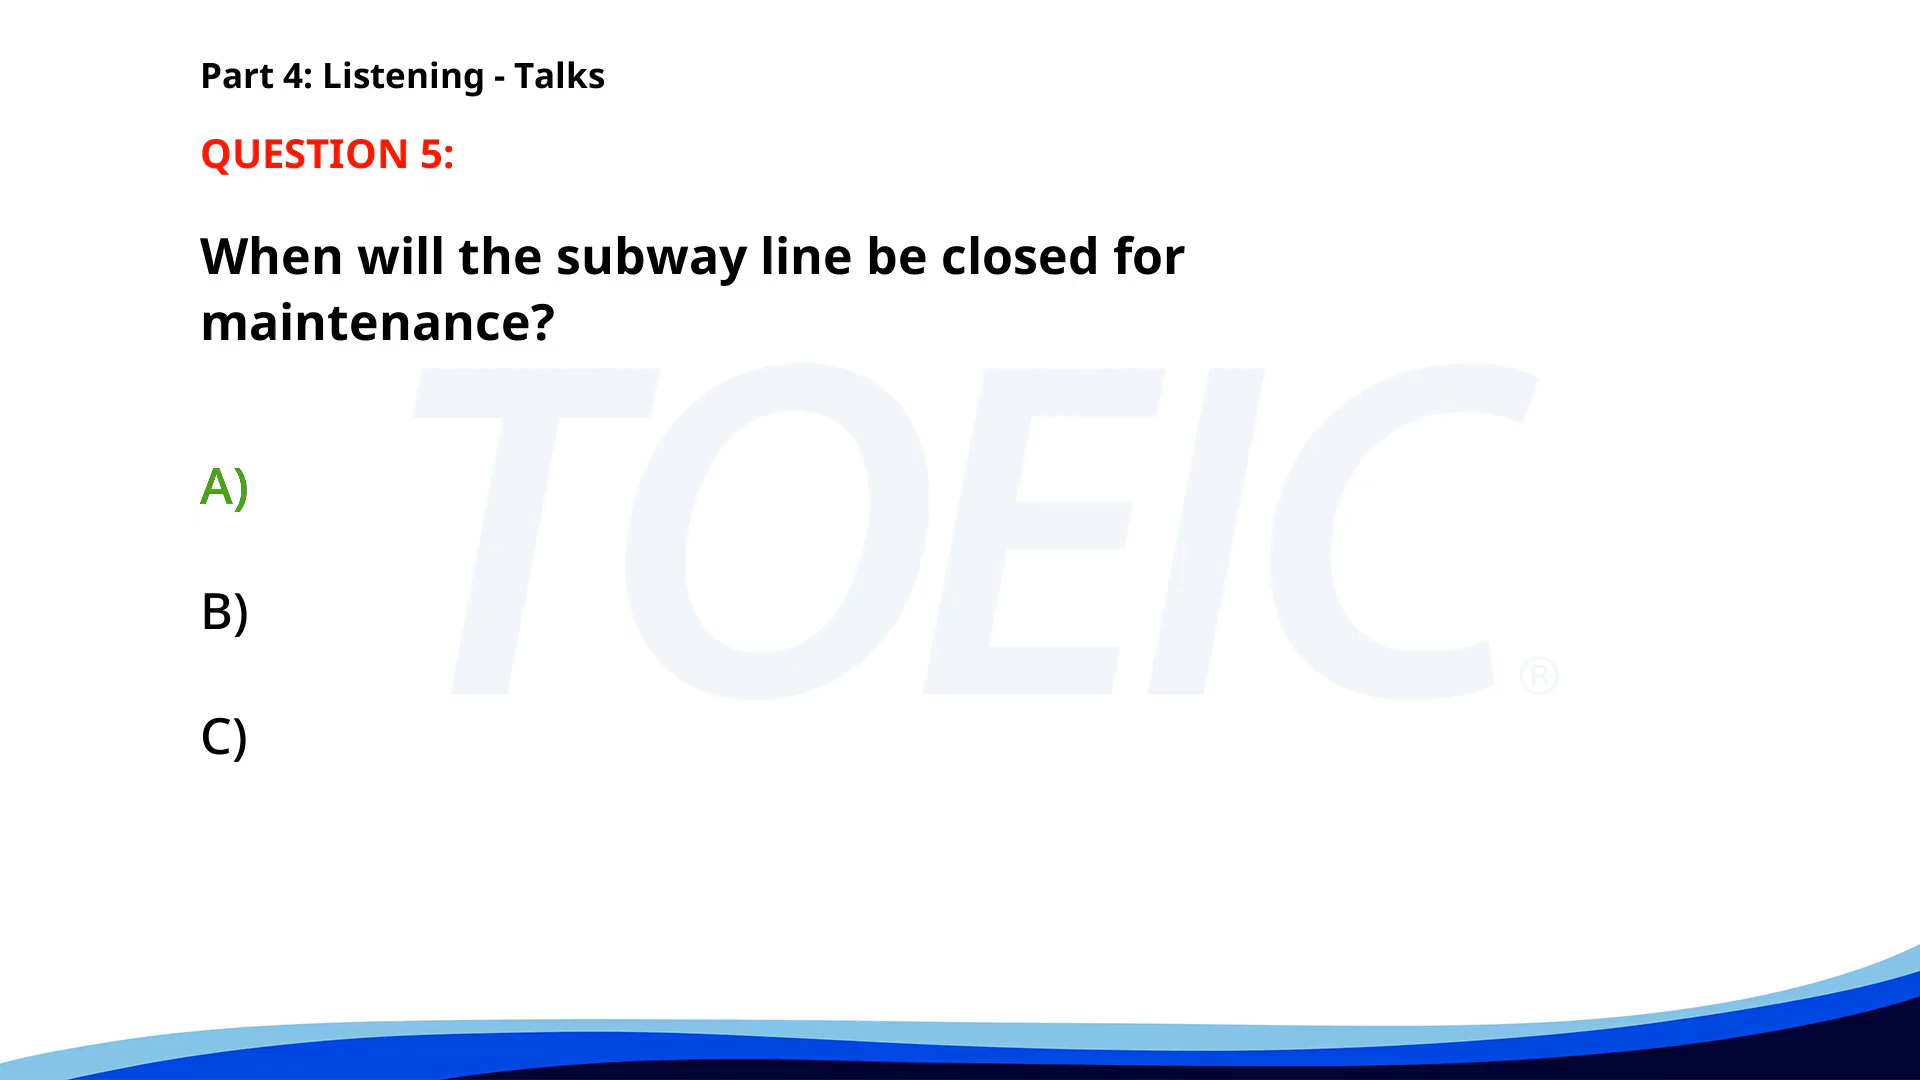 Part 4: Listening - Talks
QUESTION 5:
When will the subway line be closed for
maintenance?
TOEIC®
A)
B)
C)